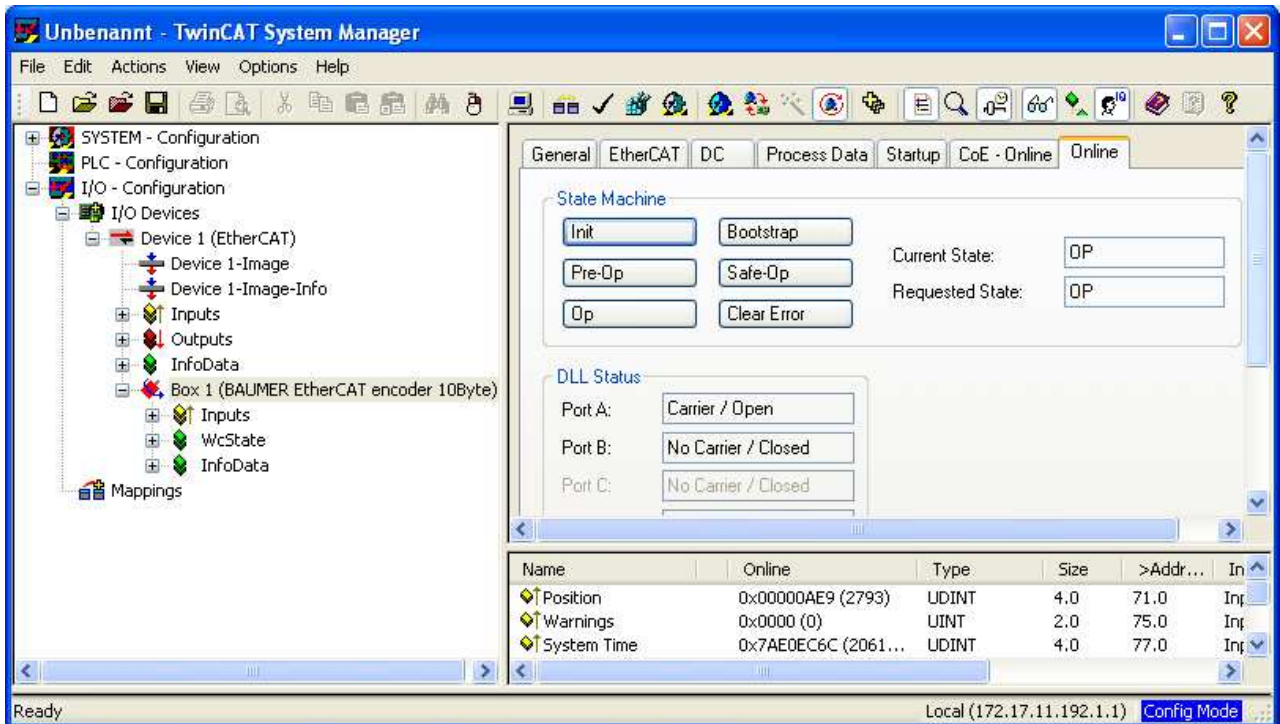 Unbenannt - TwinCAT System Manager
File Edit Actions View Options Help
SYSTEM - Configuration
PLC - Configuration
I/O - Configuration
I/O Devices
Device 1 (EtherCAT)
Device 1-Image
Device 1-Image-Info
Inputs
Outputs
InfoData
Box 1 (BAUMER EtherCAT encoder 10Byte)
Inputs
WcState
InfoData
Mappings
General EtherCAT DC Process Data Startup CoE - Online Online
State Machine
Init Bootstrap
Pre-Op Safe-Op
Op Clear Error
Current State: OP
Requested State: OP
DLL Status
Port A: Carrier / Open
Port B: No Carrier / Closed
Port C: No Carrier / Closed
Name Online Type Size >Addr... In
Position 0x00000AE9 (2793) UDINT 4.0 71.0 Inp
Warnings 0x0000 (0) UINT 2.0 75.0 Inp
System Time 0x7AE0EC6C (2061... UDINT 4.0 77.0 Inp
Ready Local (172.17.11.192.1.1) Config Mode